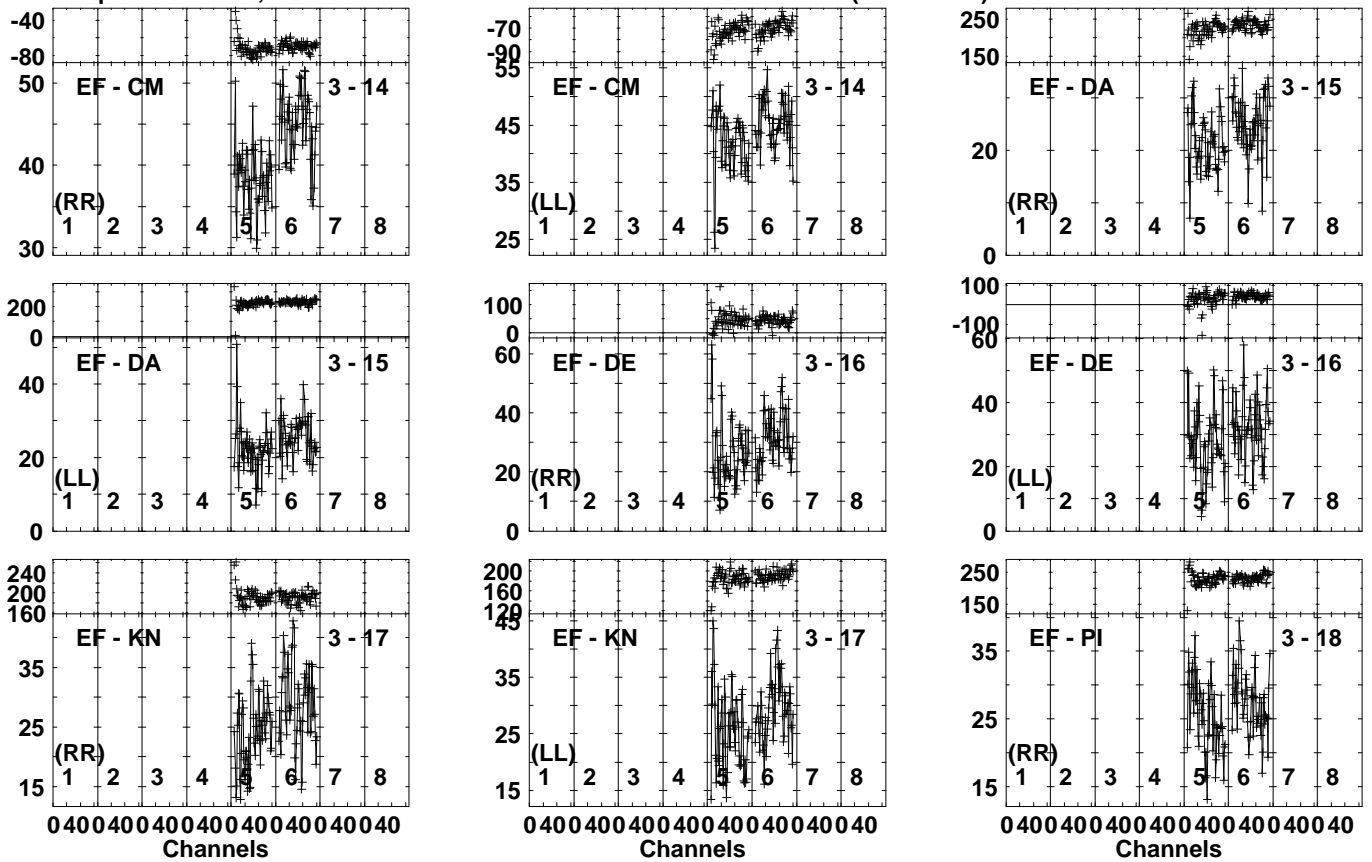 -40 -70 250
-80 -90 150
50 EF - CM 3 - 14 55 EF - CM 3 - 14 EF - DA 3 - 15
45
40 20
35
(RR) (LL) (RR)
1 2 3 4 5 6 7 8 1 2 3 4 5 6 7 8 1 2 3 4 5 6 7 8
30 25 0
200 100 100
0 0 -100
EF - DA 3 - 15 60 EF - DE 3 - 16 60 EF - DE 3 - 16
40 40 40
20 20 20
(LL) (RR) (LL)
1 2 3 4 5 6 7 8 1 2 3 4 5 6 7 8 1 2 3 4 5 6 7 8
0 0 0
240 200 250
200 160 150
160 120
EF - KN 3 - 17 45 EF - KN 3 - 17 EF - PI 3 - 18
35 35 35
25 25 25
(RR) (LL) (RR)
1 2 3 4 5 6 7 8 1 2 3 4 5 6 7 8 1 2 3 4 5 6 7 8
15 15 15
0 40 0 40 0 40 0 40 0 40 0 40 0 40 0 40 0 40 0 40 0 40 0 40 0 40 0 40 0 40 0 40 0 40 0 40 0 40 0 40 0 40 0 40 0 40 0 40
Channels Channels Channels